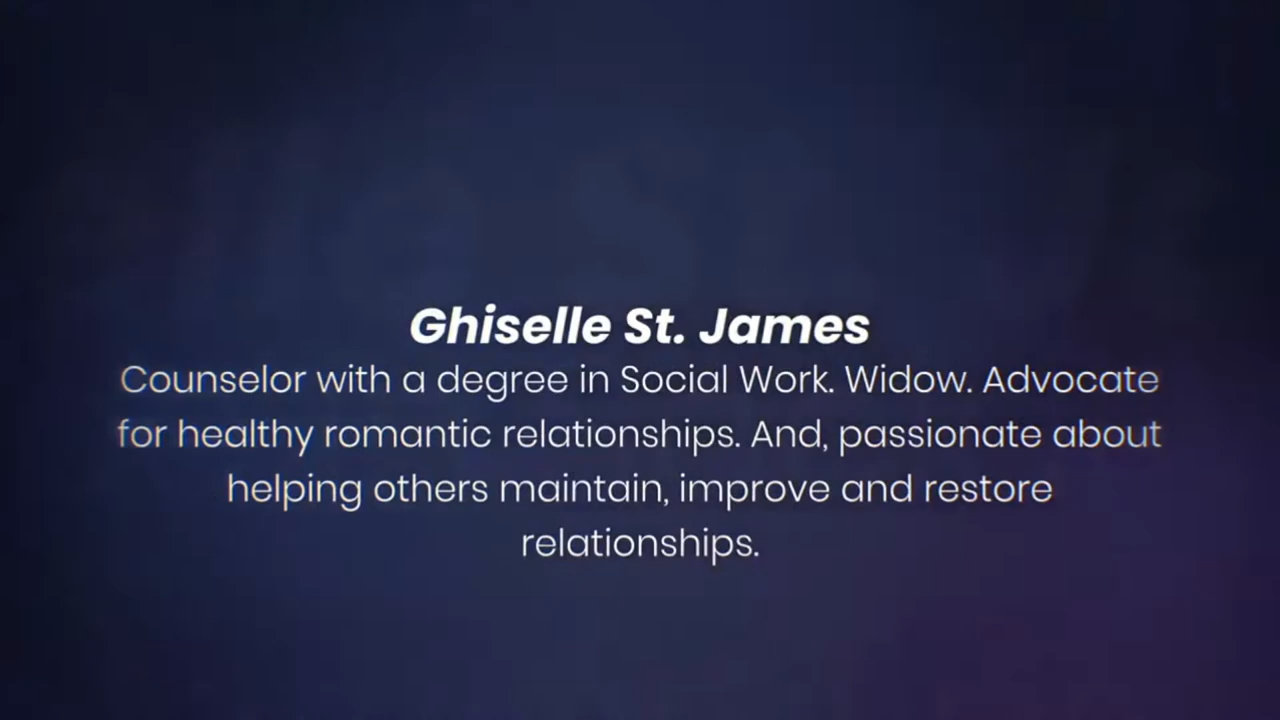 Ghiselle St. James
Counselor with a degree in Social Work. Widow. Advocate
for healthy romantic relationships. And, passionate about
helping others maintain, improve and restore
relationships.